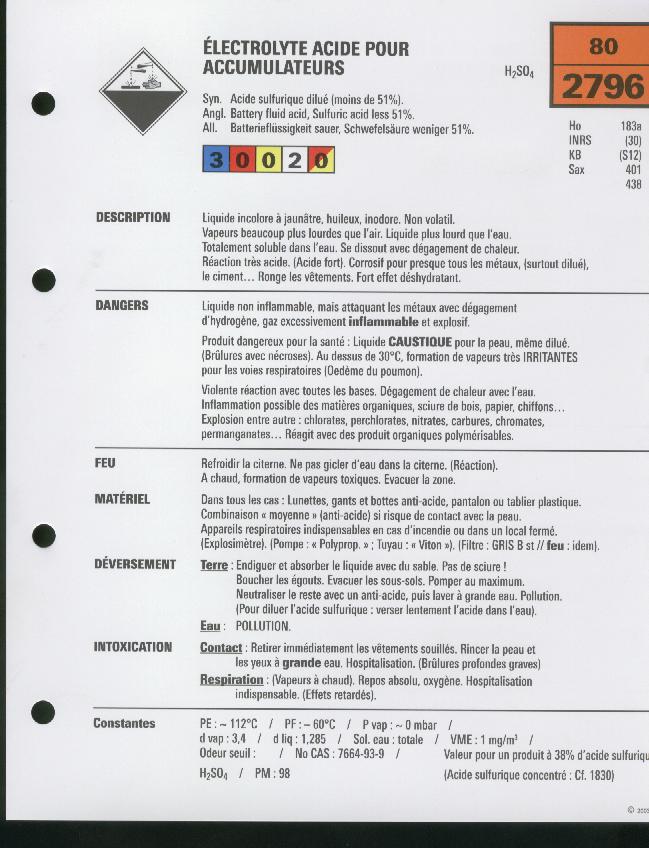 ÉLECTROLYTE ACIDE POUR
ACCUMULATEURS
H₂SO₄
80
2796
Syn. Acide sulfurique dilué (moins de 51%).
Angl. Battery fluid acid, Sulfuric acid less 51%.
All. Batterieflüssigkeit sauer, Schwefelsäure weniger 51%.
Ho 183a
INRS (30)
KB (S12)
Sax 401
438
3 0 0 2 0
DESCRIPTION
Liquide incolore à jaunâtre, huileux, inodore. Non volatil.
Vapeurs beaucoup plus lourdes que l'air. Liquide plus lourd que l'eau.
Totalement soluble dans l'eau. Se dissout avec dégagement de chaleur.
Réaction très acide. (Acide fort). Corrosif pour presque tous les métaux, (surtout dilué),
le ciment... Ronge les vêtements. Fort effet déshydratant.
DANGERS
Liquide non inflammable, mais attaquant les métaux avec dégagement
d'hydrogène, gaz excessivement inflammable et explosif.
Produit dangereux pour la santé : Liquide CAUSTIQUE pour la peau, même dilué.
(Brûlures avec nécroses). Au dessus de 30°C, formation de vapeurs très IRRITANTES
pour les voies respiratoires (Oedème du poumon).
Violente réaction avec toutes les bases. Dégagement de chaleur avec l'eau.
Inflammation possible des matières organiques, sciure de bois, papier, chiffons...
Explosion entre autre : chlorates, perchlorates, nitrates, carbures, chromates,
permanganates... Réagit avec des produit organiques polymérisables.
FEU
Refroidir la citerne. Ne pas gicler d'eau dans la citerne. (Réaction).
A chaud, formation de vapeurs toxiques. Evacuer la zone.
MATÉRIEL
Dans tous les cas : Lunettes, gants et bottes anti-acide, pantalon ou tablier plastique.
Combinaison « moyenne » (anti-acide) si risque de contact avec la peau.
Appareils respiratoires indispensables en cas d'incendie ou dans un local fermé.
(Explosimètre). (Pompe : « Polyprop. » ; Tuyau : « Viton »). (Filtre : GRIS B st // feu : idem).
DÉVERSEMENT
Terre : Endiguer et absorber le liquide avec du sable. Pas de sciure !
Boucher les égouts. Evacuer les sous-sols. Pomper au maximum.
Neutraliser le reste avec un anti-acide, puis laver à grande eau. Pollution.
(Pour diluer l'acide sulfurique : verser lentement l'acide dans l'eau).
Eau : POLLUTION.
INTOXICATION
Contact : Retirer immédiatement les vêtements souillés. Rincer la peau et
les yeux à grande eau. Hospitalisation. (Brûlures profondes graves)
Respiration : (Vapeurs à chaud). Repos absolu, oxygène. Hospitalisation
indispensable. (Effets retardés).
Constantes
PE : ~ 112°C / PF : ~ 60°C / P vap : ~ 0 mbar /
d vap : 3,4 / d liq : 1,285 / Sol. eau : totale / VME : 1 mg/m³ /
Odeur seuil : / No CAS : 7664-93-9 / Valeur pour un produit à 38% d'acide sulfuriqu
H₂SO₄ / PM : 98 (Acide sulfurique concentré : Cf. 1830)